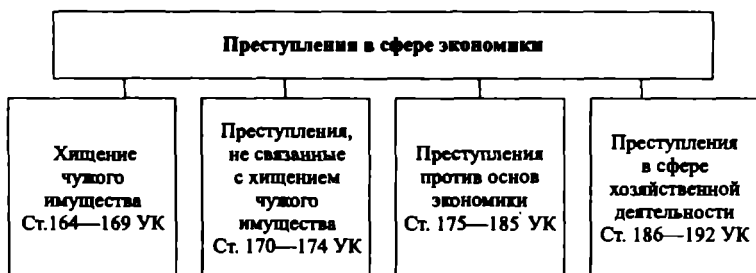 Преступления в сфере экономики
Хищение
чужого
имущества
Ст.164—169 УК
Преступления,
не связанные
с хищением
чужого
имущества
Ст. 170—174 УК
Преступления
против основ
экономики
Ст. 175—185 УК
Преступления
в сфере
хозяйственной
деятельности
Ст. 186—192 УК